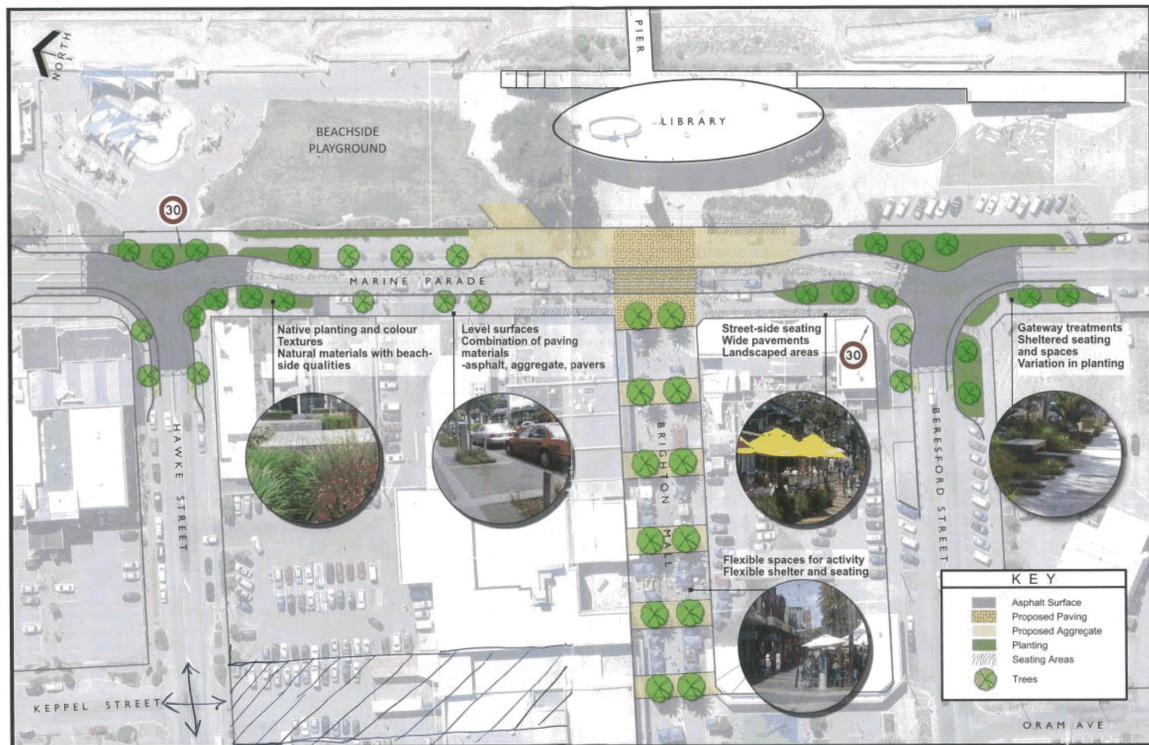 NORTH
PIER
LIBRARY
BEACHSIDE
PLAYGROUND
30
MARINE PARADE
Native planting and colour
Textures
Natural materials with beach-
side qualities
Level surfaces
Combination of paving
materials
-asphalt, aggregate, pavers
Street-side seating
Wide pavements
Landscaped areas
30
Gateway treatments
Sheltered seating
and spaces
Variation in planting
HAWKE STREET
BRIGHTON MALL
BERESFORD STREET
Flexible spaces for activity
Flexible shelter and seating
KEY
Asphalt Surface
Proposed Paving
Proposed Aggregate
Planting
Seating Areas
Trees
KEPPEL STREET
ORAM AVE